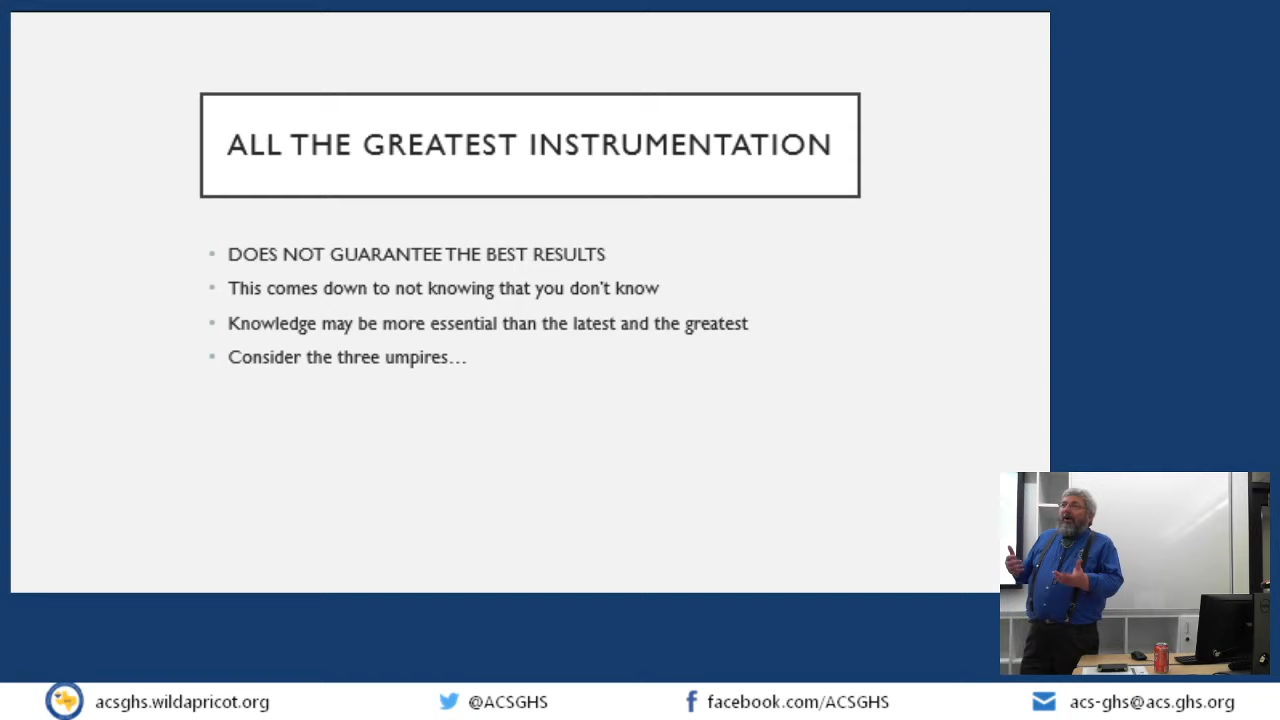 ALL THE GREATEST INSTRUMENTATION
DOES NOT GUARANTEE THE BEST RESULTS
This comes down to not knowing that you don't know
Knowledge may be more essential than the latest and the greatest
Consider the three umpires…
acsghs.wildapricot.org
@ACSGHS
facebook.com/ACSGHS
acs-ghs@acs.ghs.org